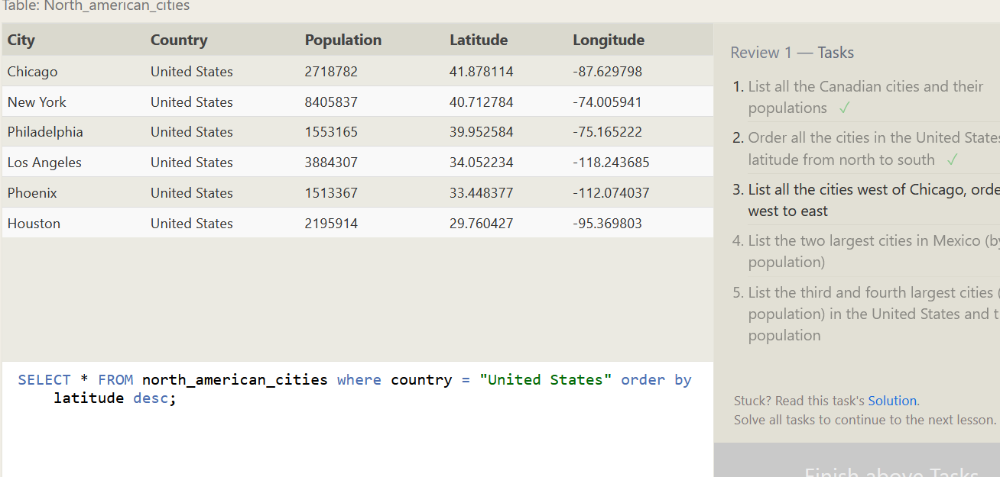 Table: North_american_cities
City Country Population Latitude Longitude
Chicago United States 2718782 41.878114 -87.629798
New York United States 8405837 40.712784 -74.005941
Philadelphia United States 1553165 39.952584 -75.165222
Los Angeles United States 3884307 34.052234 -118.243685
Phoenix United States 1513367 33.448377 -112.074037
Houston United States 2195914 29.760427 -95.369803
SELECT * FROM north_american_cities where country = "United States" order by
latitude desc;
Review 1 — Tasks
1. List all the Canadian cities and their
populations ✓
2. Order all the cities in the United States
latitude from north to south ✓
3. List all the cities west of Chicago, orde
west to east
4. List the two largest cities in Mexico (by
population)
5. List the third and fourth largest cities (
population) in the United States and t
population
Stuck? Read this task's Solution.
Solve all tasks to continue to the next lesson.
Finish above Tasks